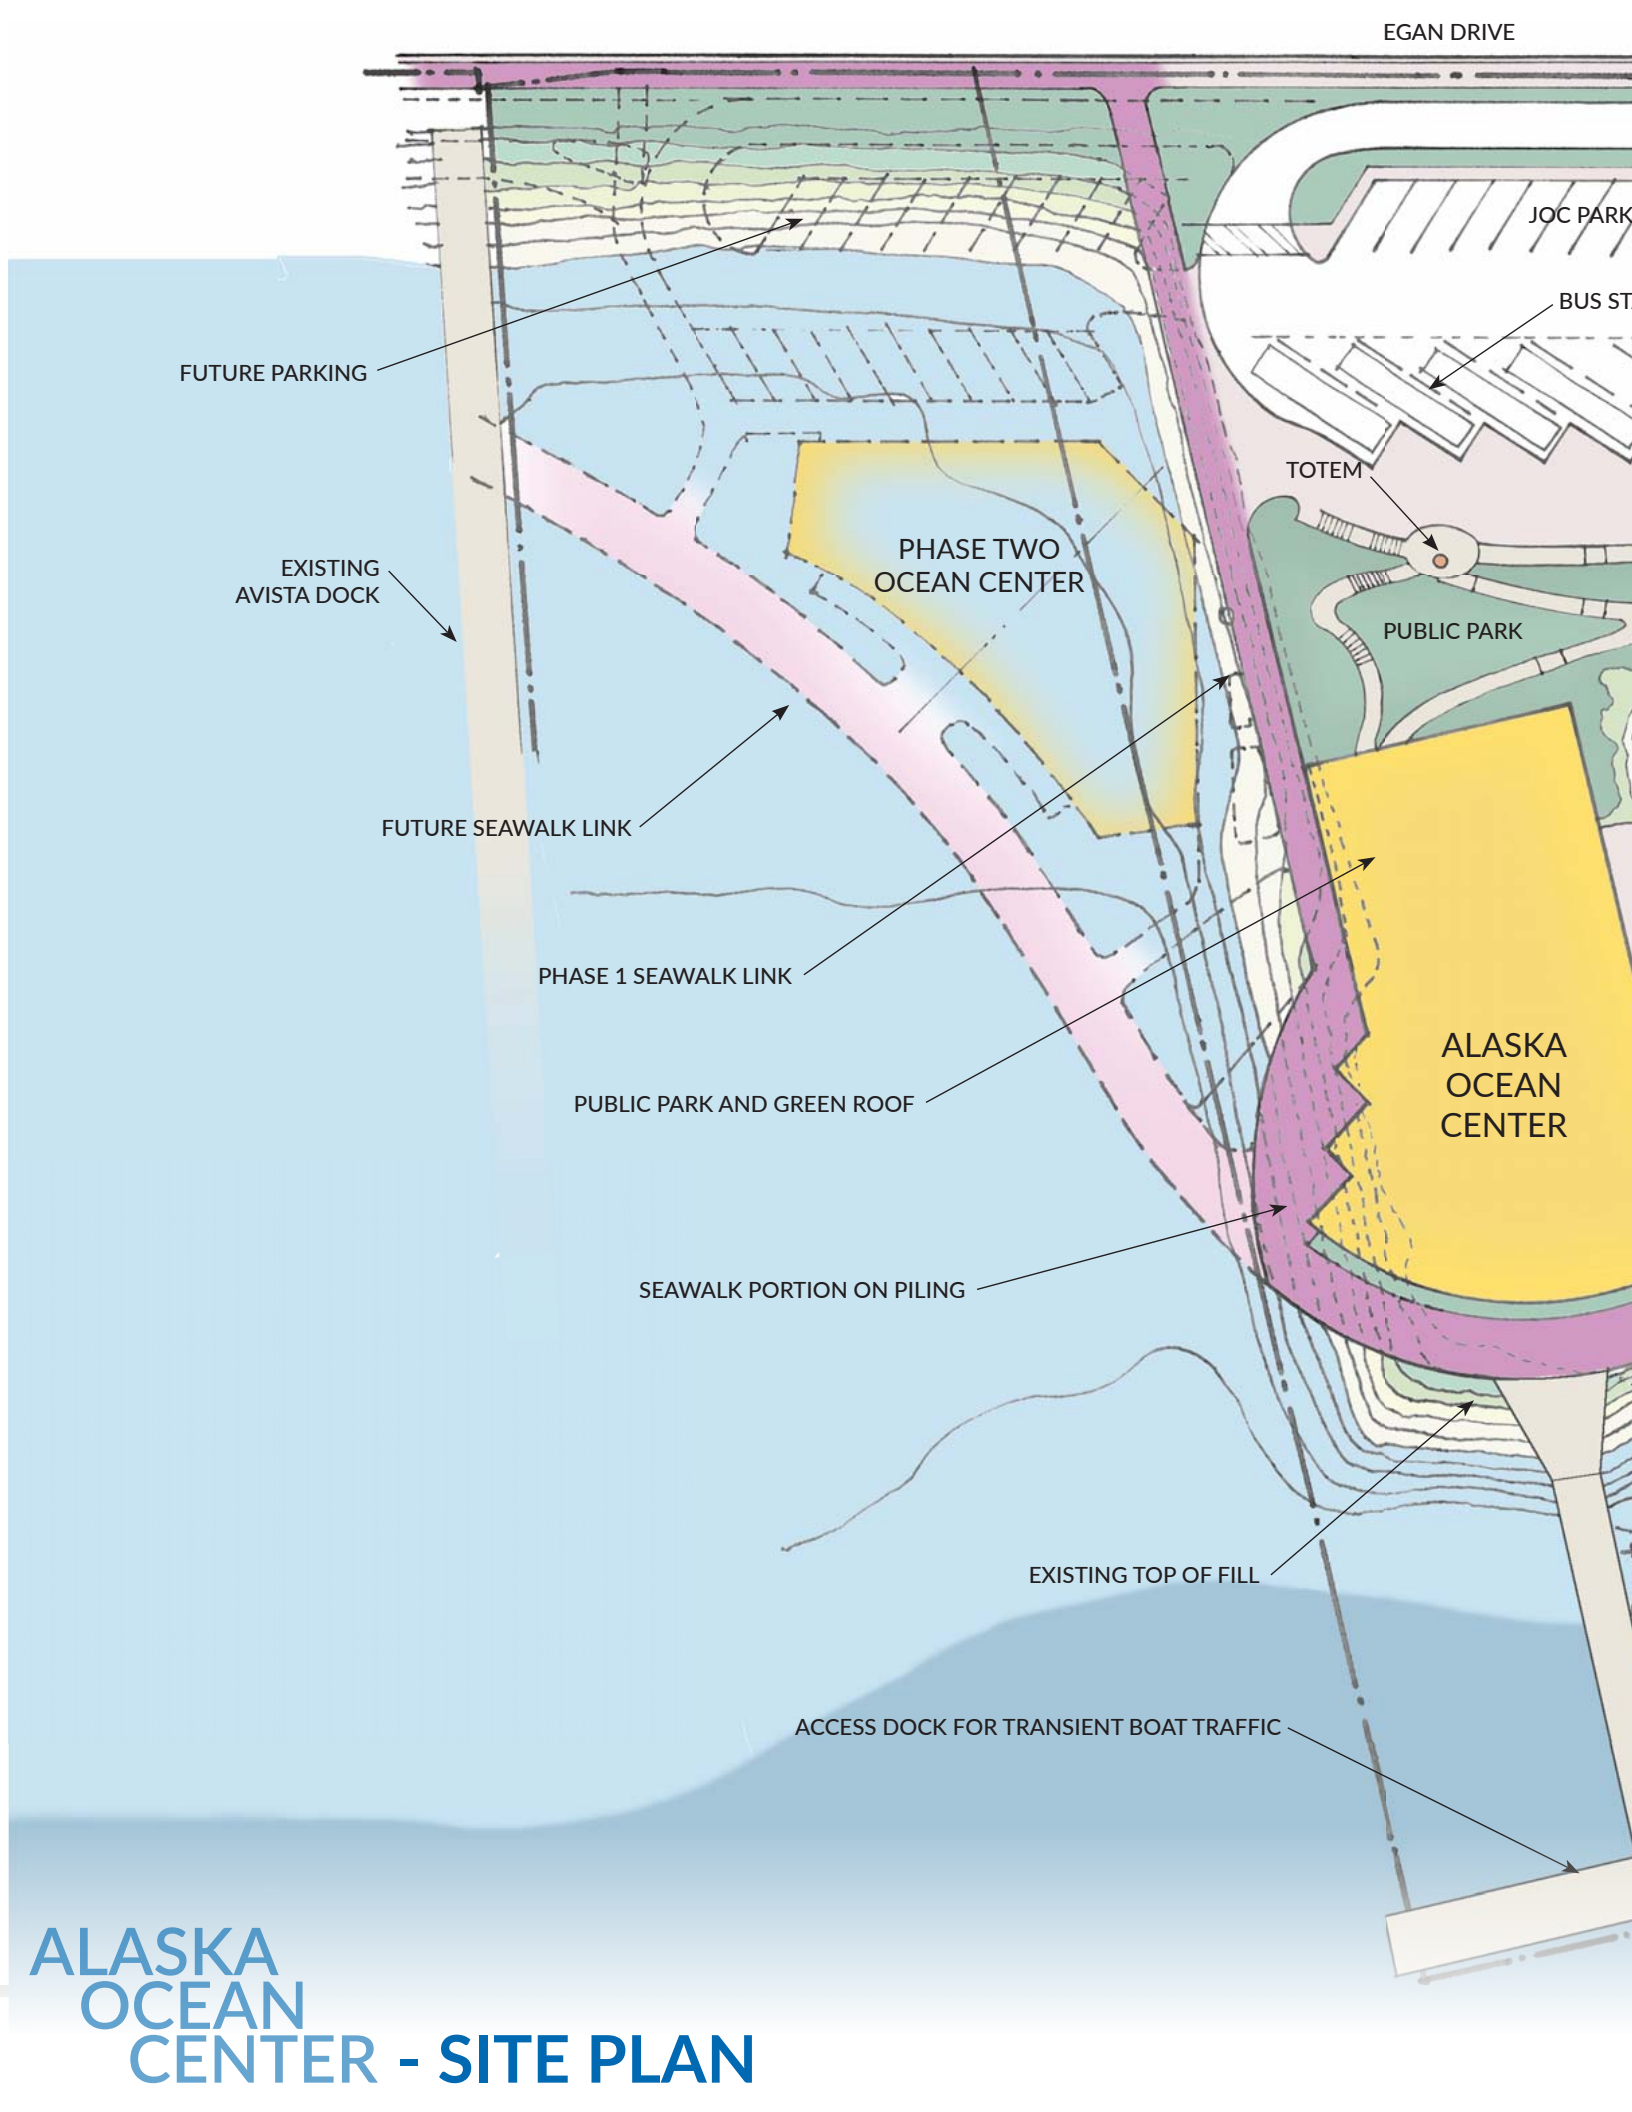 EGAN DRIVE
JOC PARK
BUS ST
FUTURE PARKING
TOTEM
PHASE TWO
OCEAN CENTER
EXISTING
AVISTA DOCK
PUBLIC PARK
FUTURE SEAWALK LINK
PHASE 1 SEAWALK LINK
ALASKA
OCEAN
CENTER
PUBLIC PARK AND GREEN ROOF
SEAWALK PORTION ON PILING
EXISTING TOP OF FILL
ACCESS DOCK FOR TRANSIENT BOAT TRAFFIC
ALASKA
OCEAN
CENTER - SITE PLAN